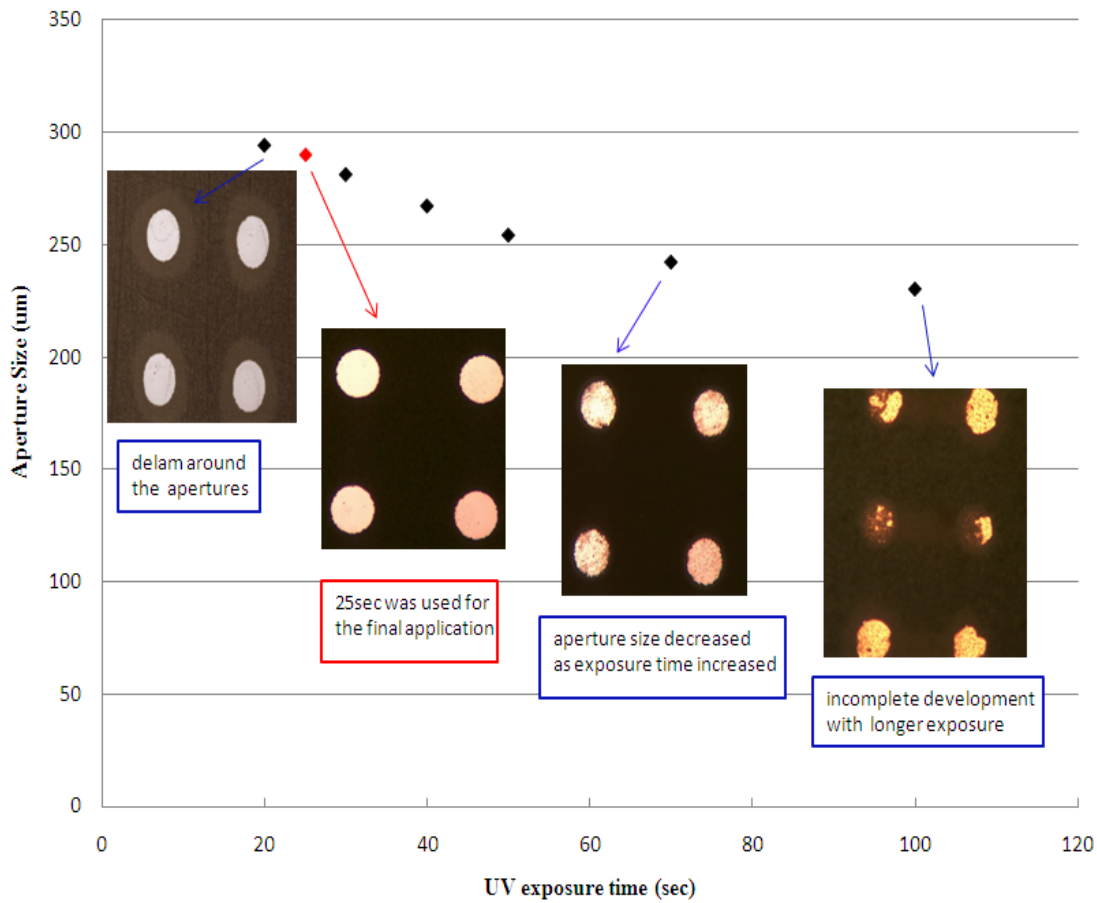 350
300
250
200
150
100
50
0
Aperture Size (um)
delam around
the apertures
25sec was used for
the final application
aperture size decreased
as exposure time increased
incomplete development
with longer exposure
0 20 40 60 80 100 120
UV exposure time (sec)